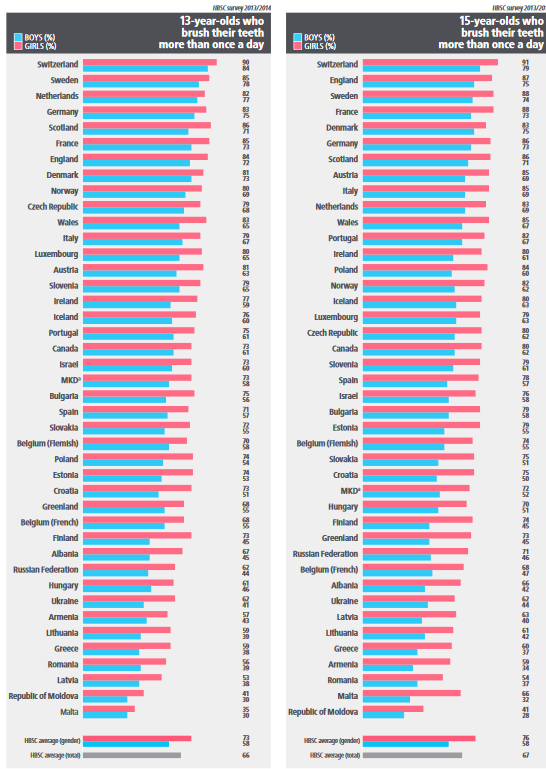 HBSC survey 2013/2014
13-year-olds who
brush their teeth
more than once a day
BOYS (%)
GIRLS (%)
Switzerland 90 84
Sweden 85 78
Netherlands 82 77
Germany 83 75
Scotland 86 71
France 85 73
England 84 72
Denmark 81 73
Norway 80 69
Czech Republic 79 68
Wales 83 65
Italy 79 67
Luxembourg 80 65
Austria 81 63
Slovenia 79 65
Ireland 77 59
Iceland 76 60
Portugal 75 61
Canada 73 61
Israel 73 60
MKDª 73 58
Bulgaria 75 56
Spain 71 57
Slovakia 72 55
Belgium (Flemish) 70 58
Poland 74 54
Estonia 74 53
Croatia 73 51
Greenland 68 55
Belgium (French) 68 55
Finland 73 45
Albania 67 45
Russian Federation 62 44
Hungary 61 46
Ukraine 62 41
Armenia 57 43
Lithuania 59 39
Greece 59 38
Romania 56 39
Latvia 53 38
Republic of Moldova 41 30
Malta 35 30
HBSC average (gender) 73 58
HBSC average (total) 66
HBSC survey 2013/20
15-year-olds who
brush their teeth
more than once a day
BOYS (%)
GIRLS (%)
Switzerland 91 79
England 87 75
Sweden 88 74
France 88 73
Denmark 83 75
Germany 86 73
Scotland 86 71
Austria 85 69
Italy 85 69
Netherlands 83 69
Wales 85 67
Portugal 82 67
Ireland 80 61
Poland 84 60
Norway 82 62
Iceland 80 63
Luxembourg 79 63
Czech Republic 80 62
Canada 80 62
Slovenia 79 61
Spain 78 57
Israel 76 58
Bulgaria 79 58
Estonia 79 55
Belgium (Flemish) 74 55
Slovakia 75 51
Croatia 75 50
MKDª 72 52
Hungary 70 51
Finland 74 45
Greenland 73 45
Russian Federation 71 46
Belgium (French) 68 47
Albania 66 42
Ukraine 62 44
Latvia 63 40
Lithuania 61 42
Greece 60 37
Armenia 59 34
Romania 54 37
Malta 66 32
Republic of Moldova 41 28
HBSC average (gender) 76 58
HBSC average (total) 67